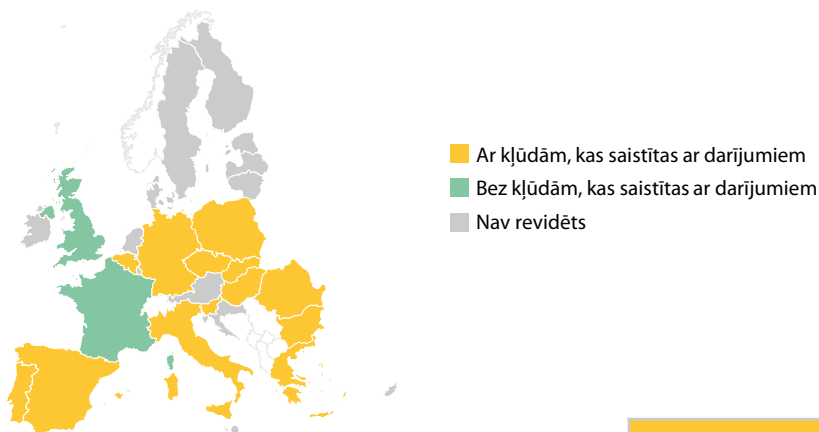 Ar kļūdām, kas saistītas ar darījumiem
Bez kļūdām, kas saistītas ar darījumiem
Nav revidēts